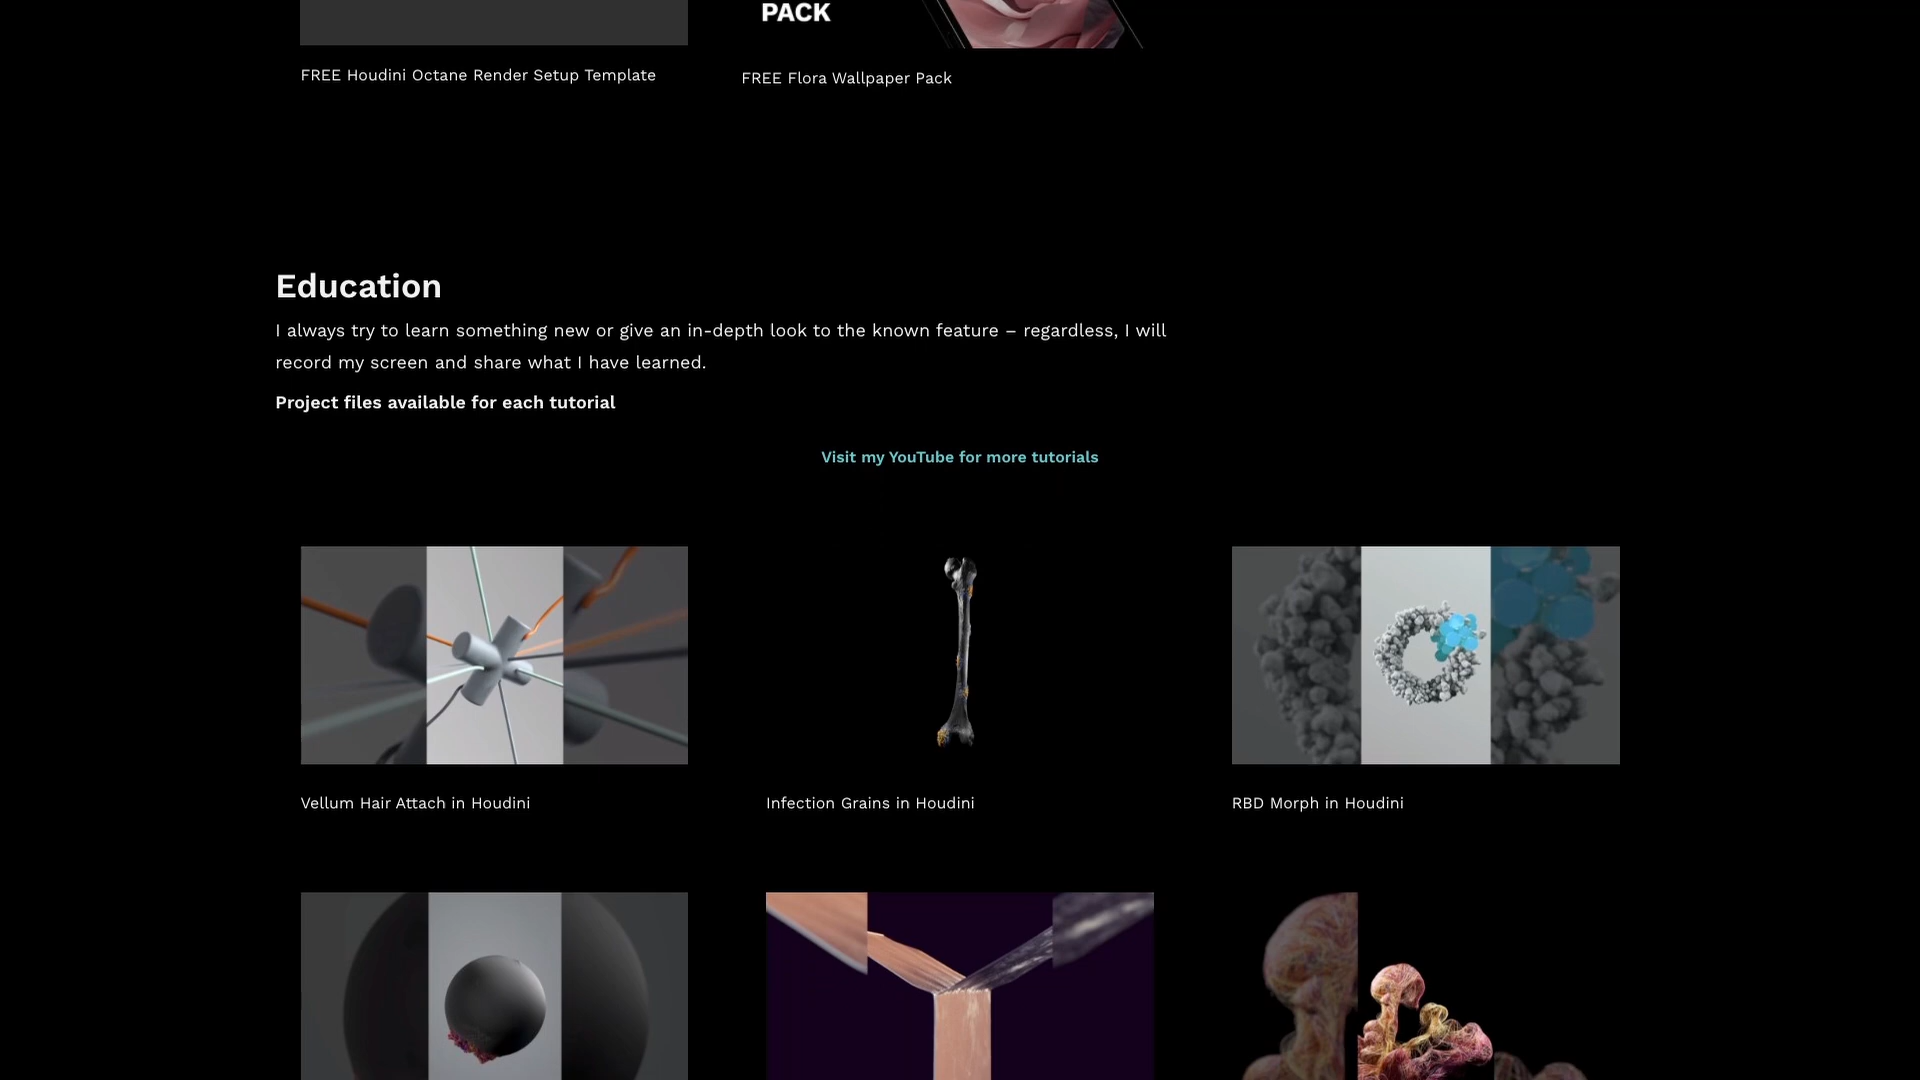 PACK
FREE Houdini Octane Render Setup Template
FREE Flora Wallpaper Pack
Education
I always try to learn something new or give an in-depth look to the known feature – regardless, I will
record my screen and share what I have learned.
Project files available for each tutorial
Visit my YouTube for more tutorials
Vellum Hair Attach in Houdini
Infection Grains in Houdini
RBD Morph in Houdini